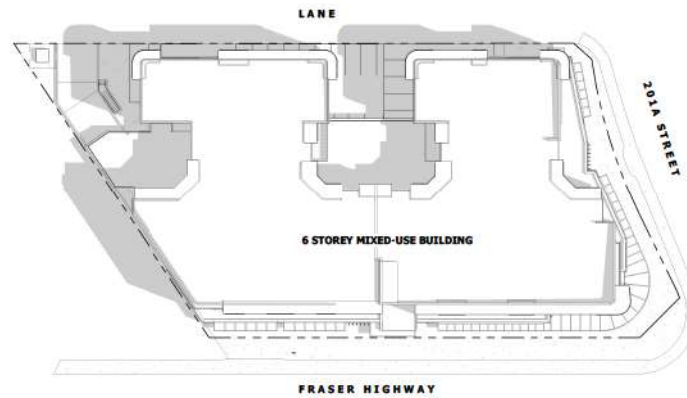 LANE
201A STREET
6 STOREY MIXED-USE BUILDING
FRASER HIGHWAY